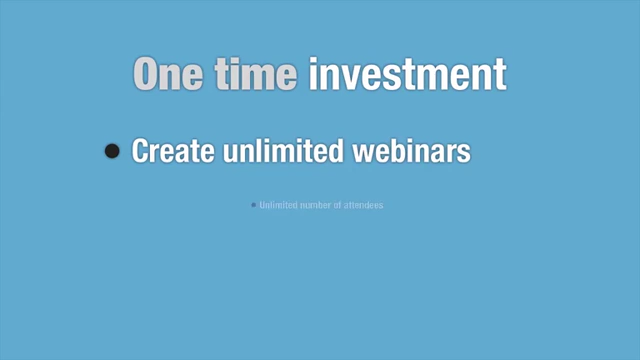 One time investment
• Create unlimited webinars
• Unlimited number of attendees